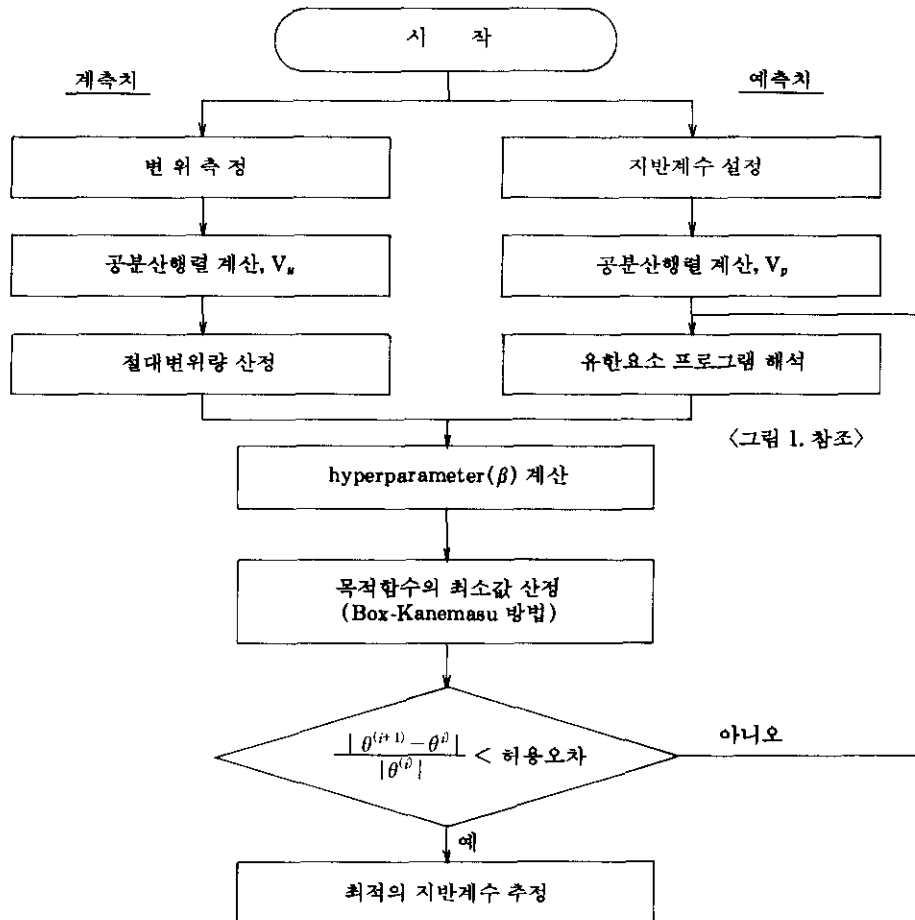 시 작
계측치
예측치
변 위 측 정
지반계수 설정
공분산행렬 계산, Vu
공분산행렬 계산, Vp
절대변위량 산정
유한요소 프로그램 해석
〈그림 1. 참조〉
hyperparameter(β) 계산
목적함수의 최소값 산정
(Box-Kanemasu 방법)
| θ^(i+1) − θ^i) | / |θ^(i)| < 허용오차
아니오
예
최적의 지반계수 추정